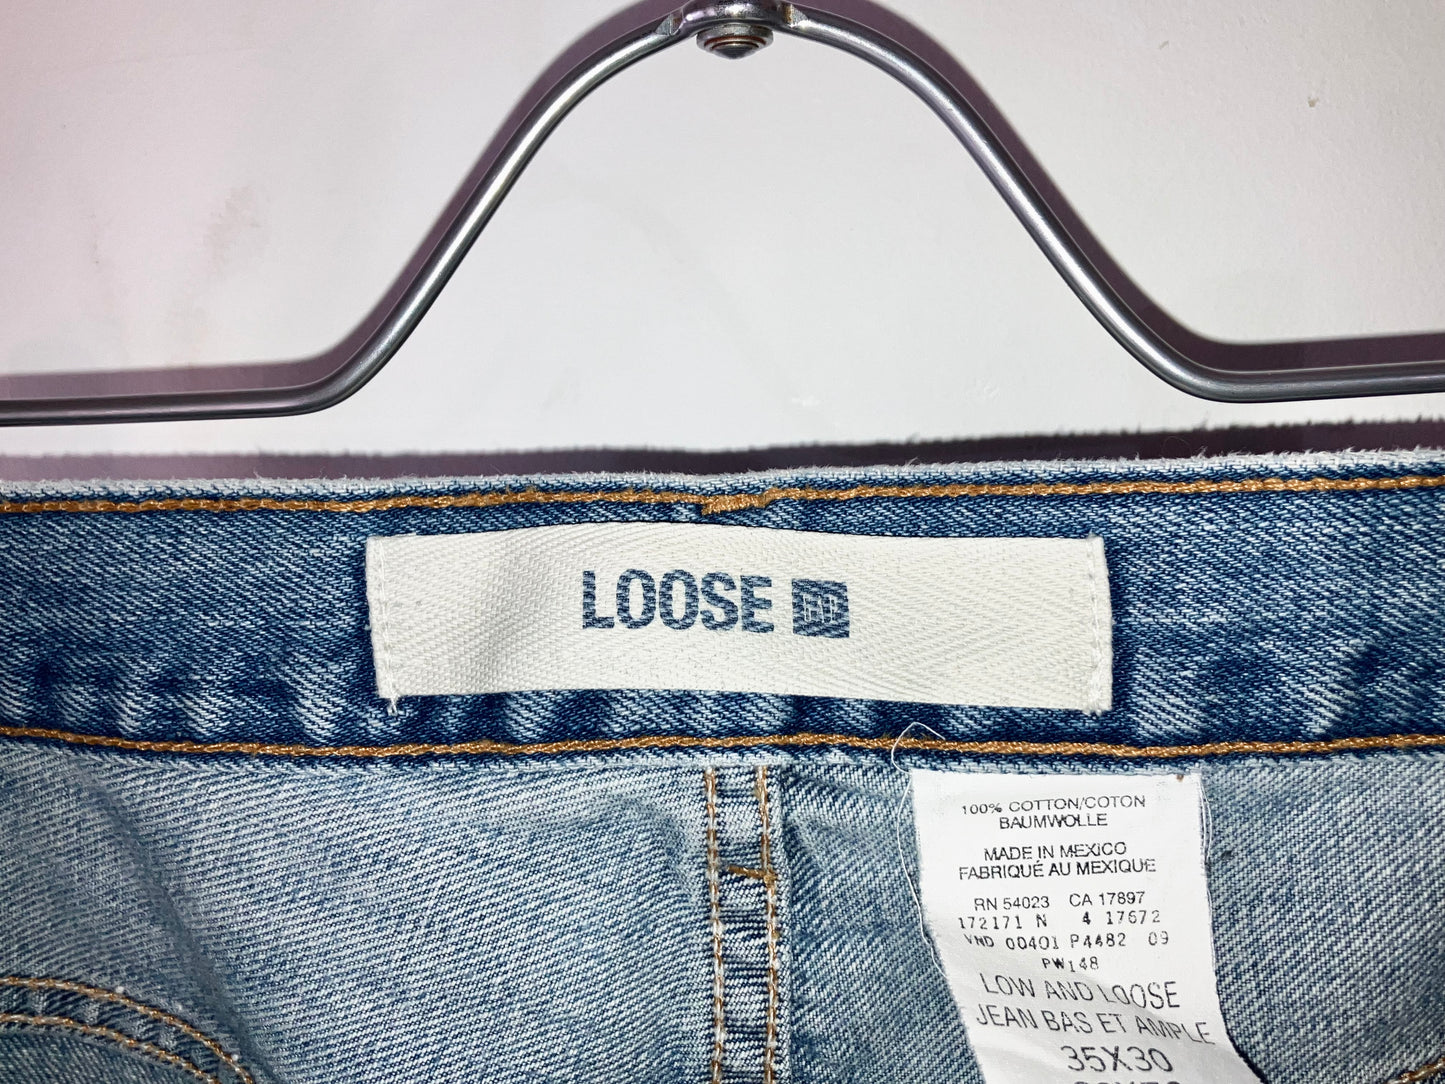 LOOSE GAP
100% COTTON/COTON
BAUMWOLLE
MADE IN MEXICO
FABRIQUÉ AU MEXIQUE
RN 54023 CA 17897
172171 N 4 17672
VND 00401 P4482 09
PW148
LOW AND LOOSE
JEAN BAS ET AMPLE
35X30